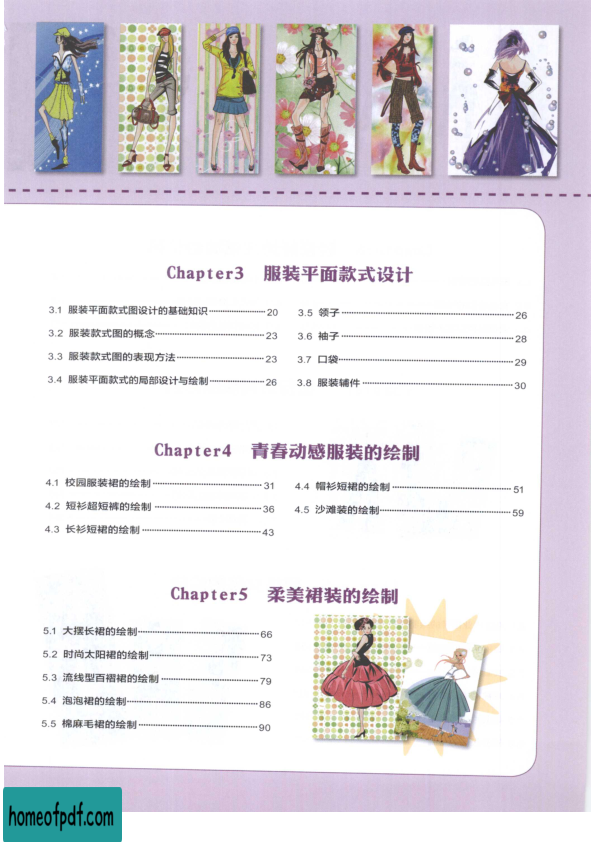 Chapter3 服装平面款式设计
3.1 服装平面款式图设计的基础知识 20
3.2 服装款式图的概念 23
3.3 服装款式图的表现方法 23
3.4 服装平面款式的局部设计与绘制 26
3.5 领子 26
3.6 袖子 28
3.7 口袋 29
3.8 服装辅件 30
Chapter4 青春动感服装的绘制
4.1 校园服装裙的绘制 31
4.2 短衫超短裤的绘制 36
4.3 长衫短裙的绘制 43
4.4 帽衫短裙的绘制 51
4.5 沙滩装的绘制 59
Chapter5 柔美裙装的绘制
5.1 大摆长裙的绘制 66
5.2 时尚太阳裙的绘制 73
5.3 流线型百褶裙的绘制 79
5.4 泡泡裙的绘制 86
5.5 棉麻毛裙的绘制 90
homeofpdf.com